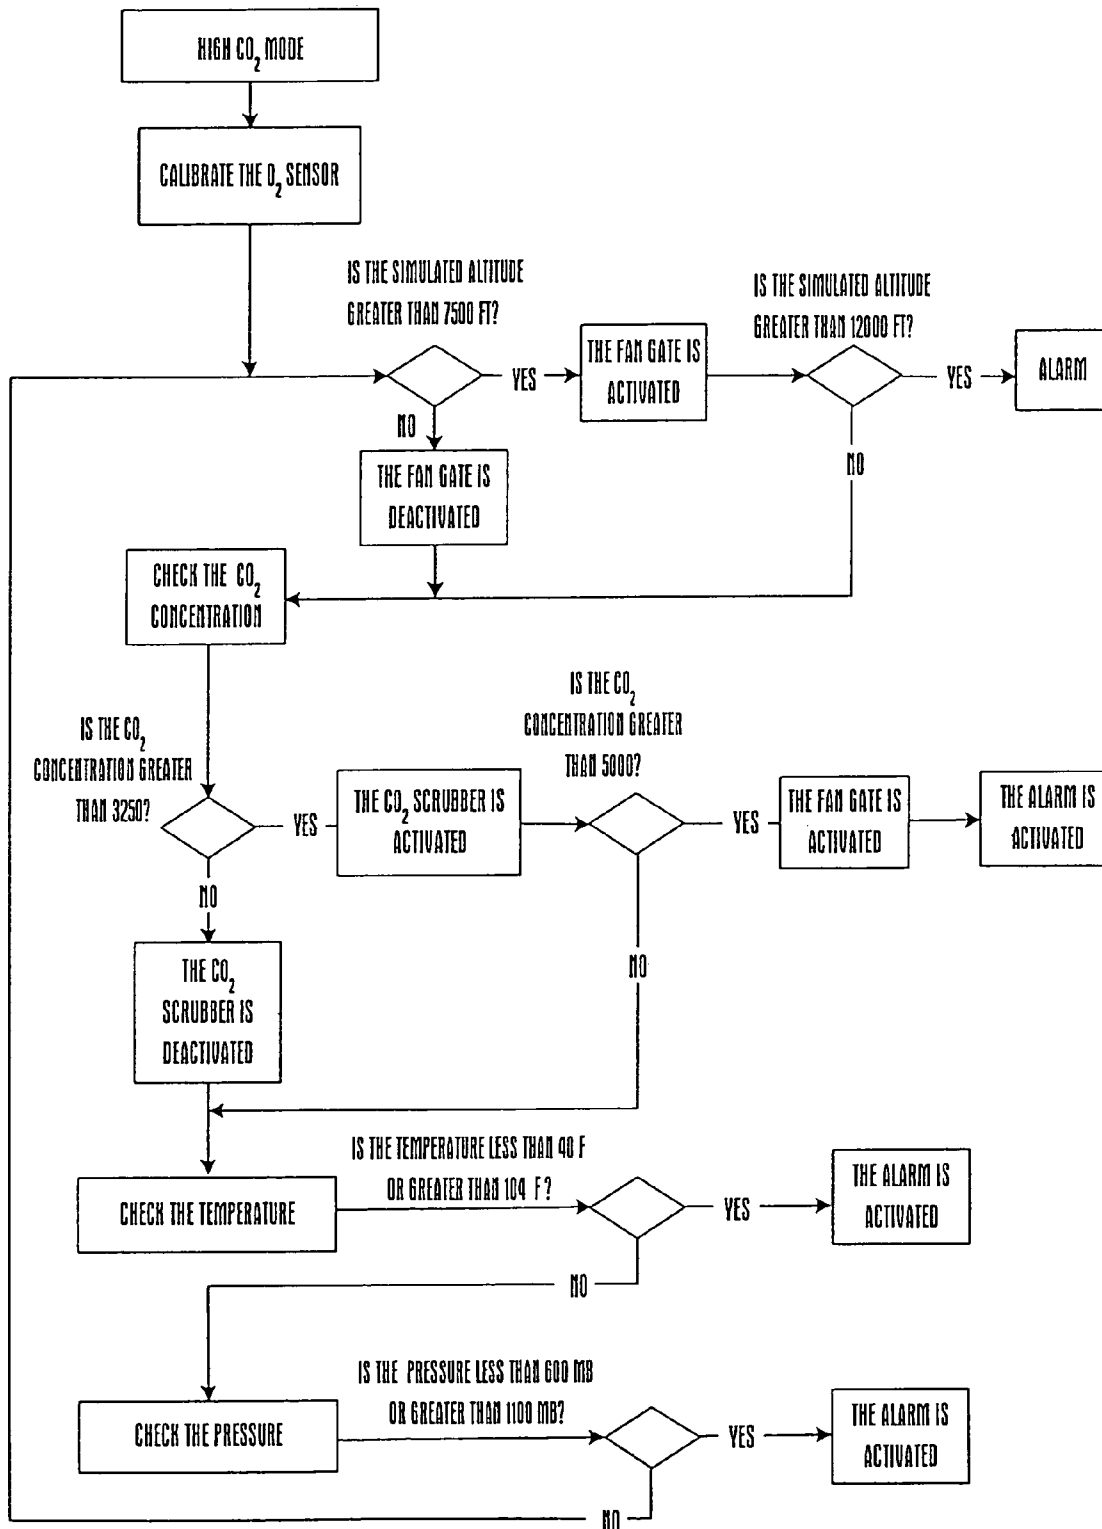 HIGH CO2 MODE
CALIBRATE THE O2 SENSOR
IS THE SIMULATED ALTITUDE
GREATER THAN 7500 FT?
IS THE SIMULATED ALTITUDE
GREATER THAN 12000 FT?
THE FAN GATE IS
ACTIVATED
YES
YES
ALARM
NO
NO
THE FAN GATE IS
DEACTIVATED
CHECK THE CO2
CONCENTRATION
IS THE CO2
CONCENTRATION GREATER
THAN 5000?
IS THE CO2
CONCENTRATION GREATER
THAN 3250?
YES
THE CO2 SCRUBBER IS
ACTIVATED
YES
THE FAN GATE IS
ACTIVATED
THE ALARM IS
ACTIVATED
NO
NO
THE CO2
SCRUBBER IS
DEACTIVATED
IS THE TEMPERATURE LESS THAN 40 F
OR GREATER THAN 104 F?
CHECK THE TEMPERATURE
YES
THE ALARM IS
ACTIVATED
NO
IS THE PRESSURE LESS THAN 600 MB
OR GREATER THAN 1100 MB?
CHECK THE PRESSURE
YES
THE ALARM IS
ACTIVATED
NO